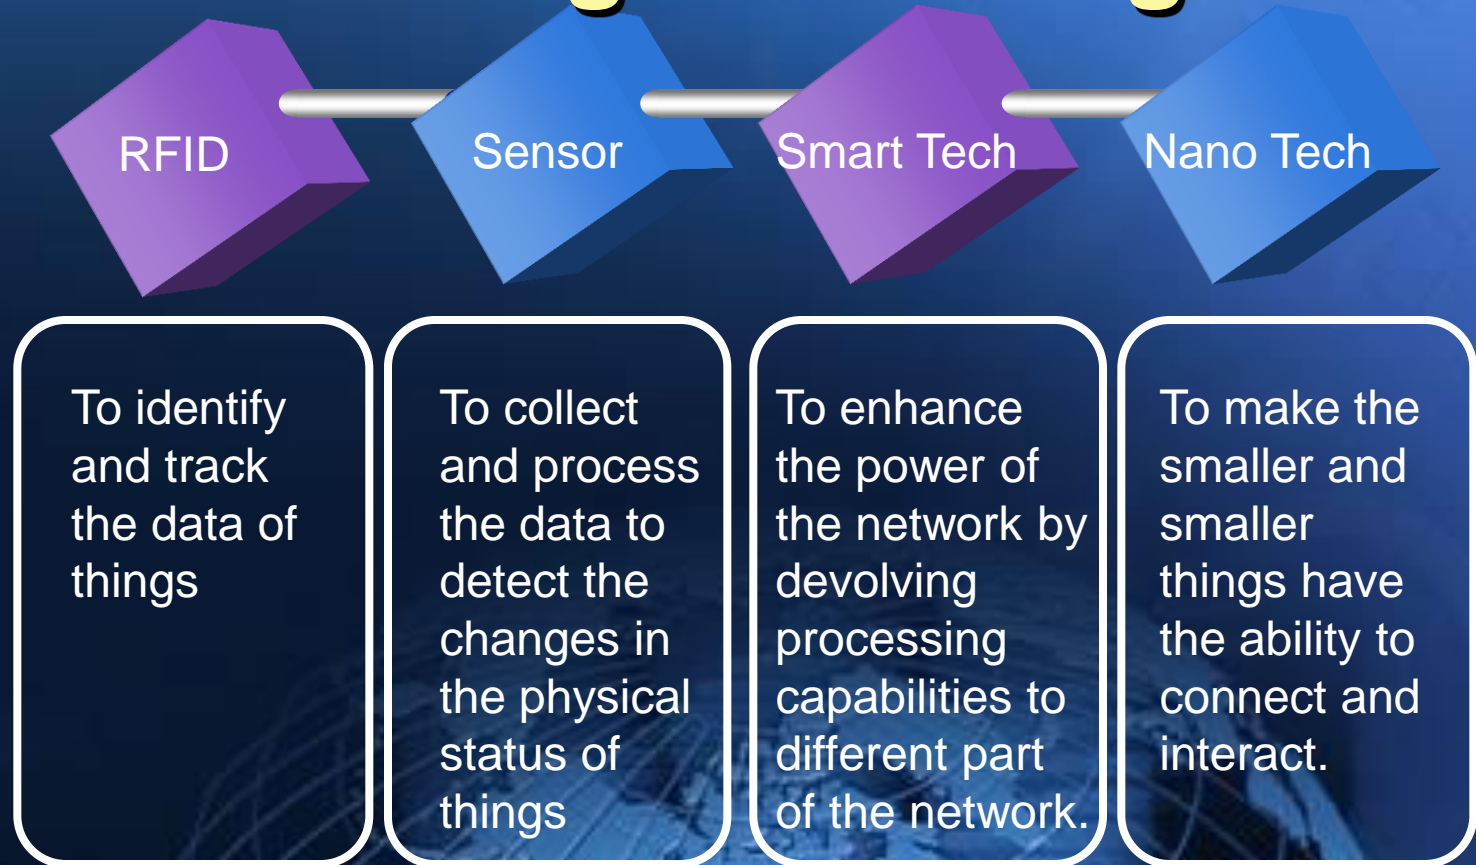 RFID
Sensor
Smart Tech
Nano Tech
To identify
and track
the data of
things
To collect
and process
the data to
detect the
changes in
the physical
status of
things
To enhance
the power of
the network by
devolving
processing
capabilities to
different part
of the network.
To make the
smaller and
smaller
things have
the ability to
connect and
interact.